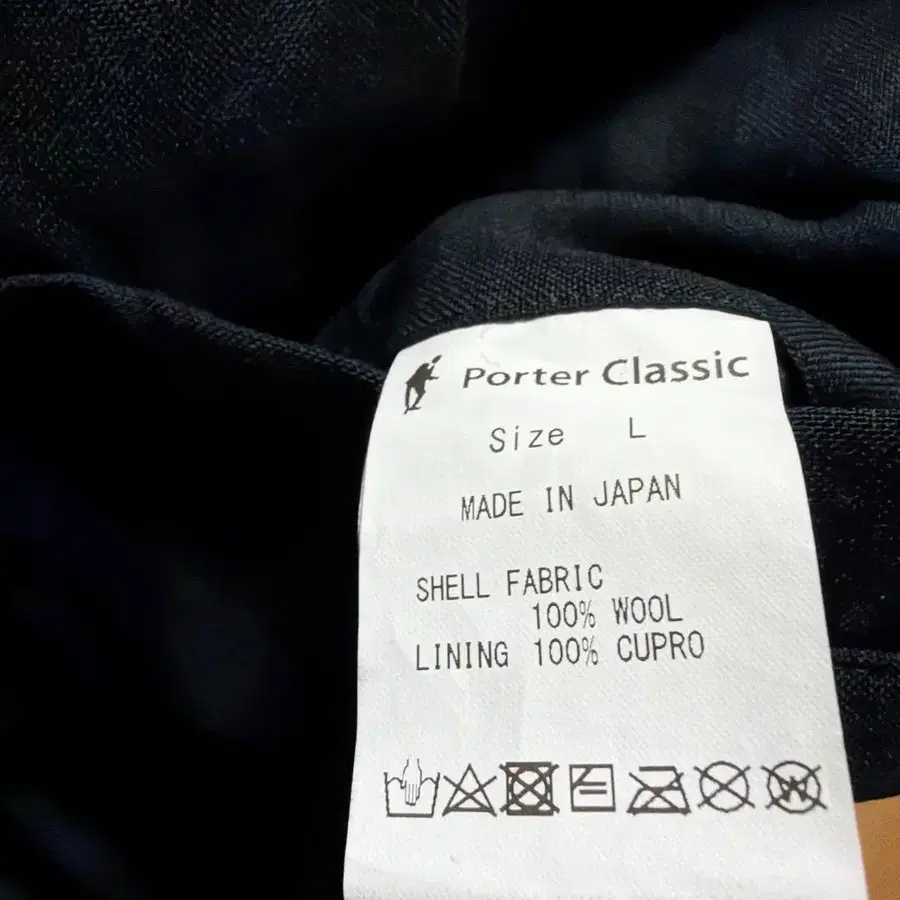 Porter Classic
Size L
MADE IN JAPAN
SHELL FABRIC
100% WOOL
LINING 100% CUPRO
W